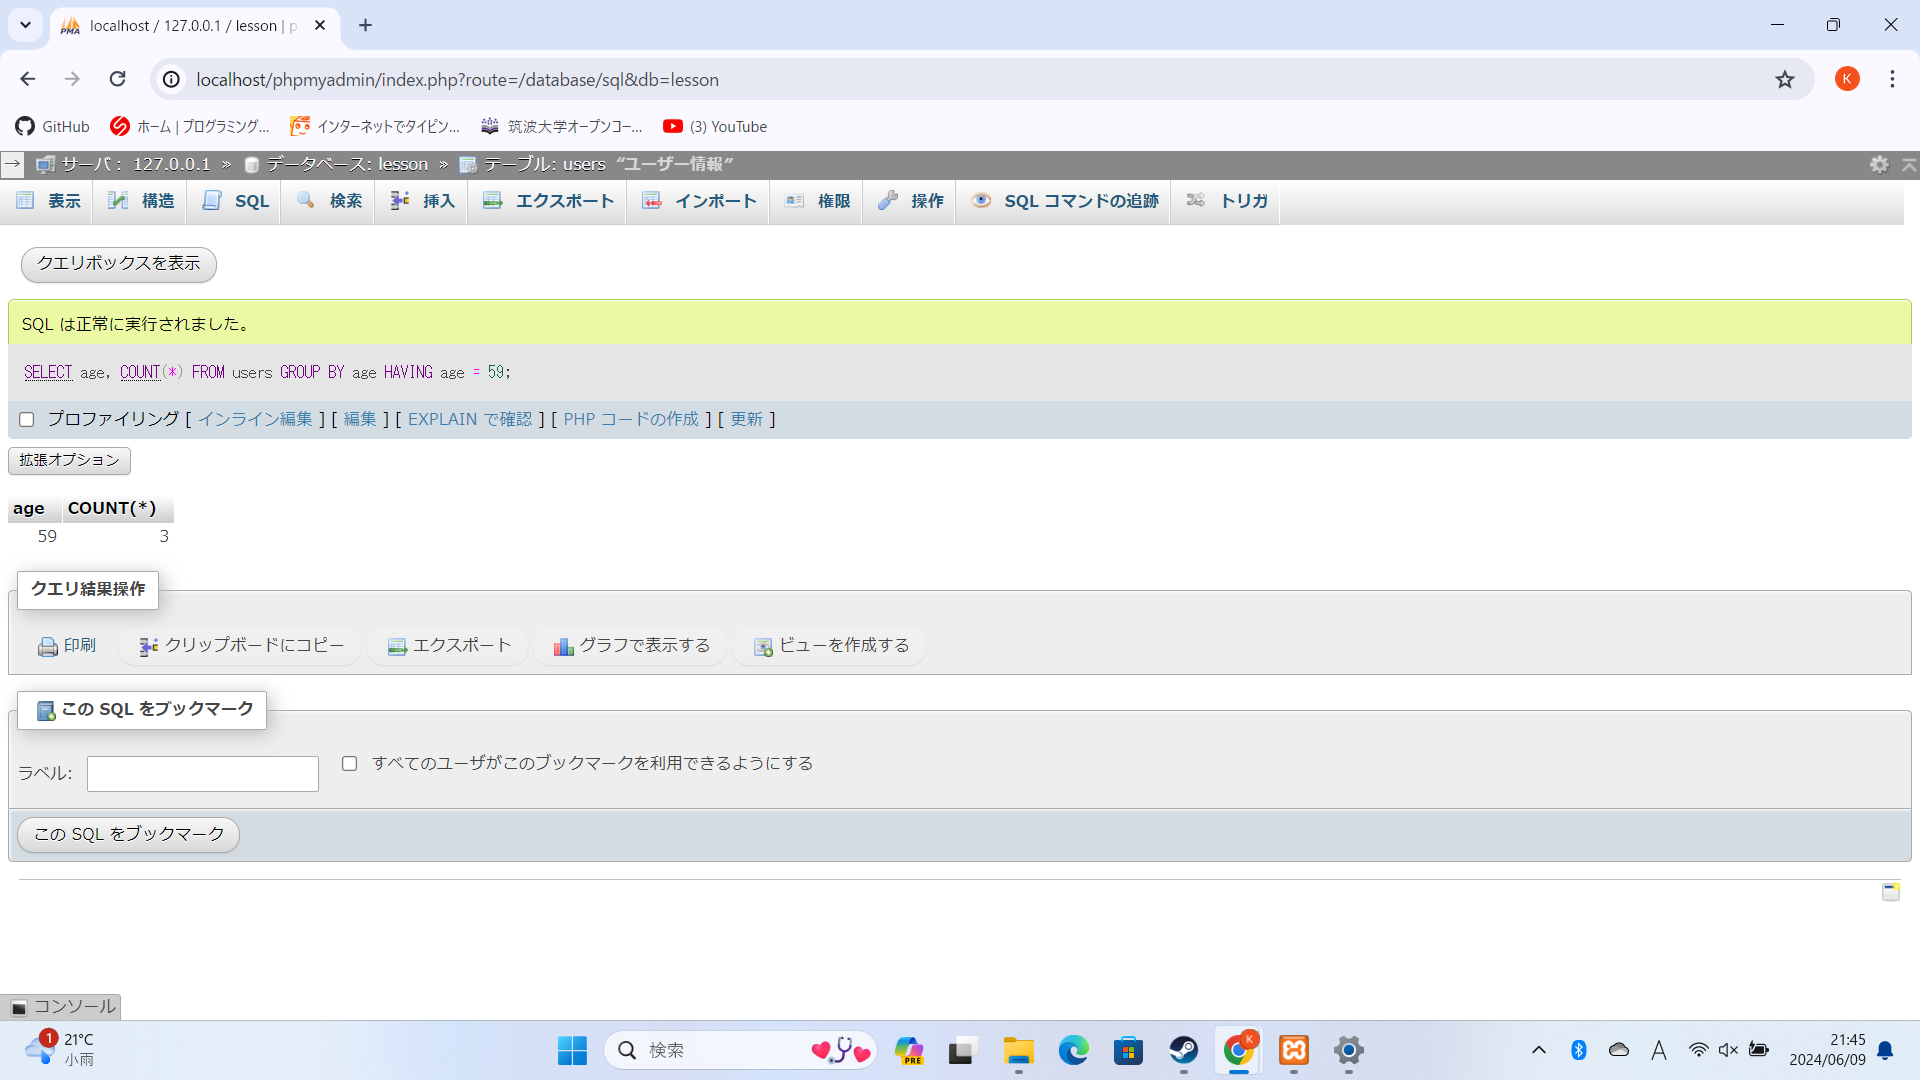 localhost / 127.0.0.1 / lesson | p
localhost/phpmyadmin/index.php?route=/database/sql&db=lesson
K
GitHub
ホーム | プログラミング...
インターネットでタイピン...
筑波大学オープンコー...
(3) YouTube
サーバ： 127.0.0.1 » データベース: lesson » テーブル: users “ユーザー情報”
表示
構造
SQL
検索
挿入
エクスポート
インポート
権限
操作
SQL コマンドの追跡
トリガ
クエリボックスを表示
SQL は正常に実行されました。
SELECT age, COUNT(*) FROM users GROUP BY age HAVING age = 59;
プロファイリング [ インライン編集 ] [ 編集 ] [ EXPLAIN で確認 ] [ PHP コードの作成 ] [ 更新 ]
拡張オプション
age COUNT(*)
59 3
クエリ結果操作
印刷
クリップボードにコピー
エクスポート
グラフで表示する
ビューを作成する
この SQL をブックマーク
ラベル:
すべてのユーザがこのブックマークを利用できるようにする
この SQL をブックマーク
コンソール
1
21°C
小雨
検索
PRE
K
A
21:45
2024/06/09